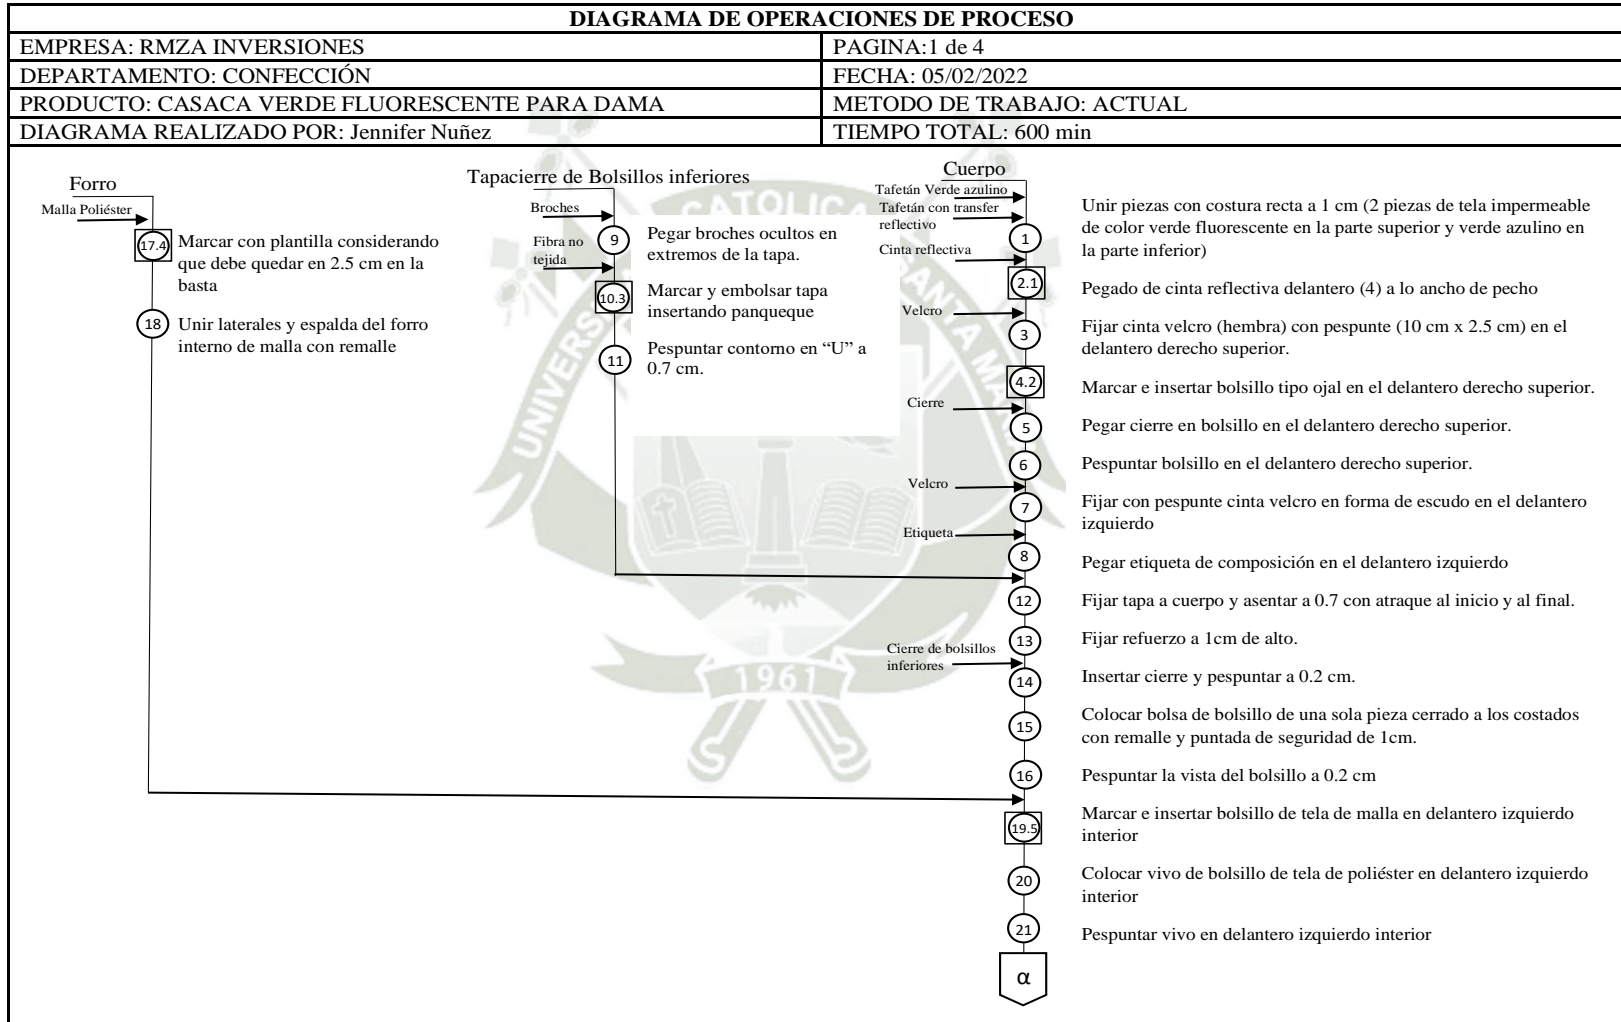 DIAGRAMA DE OPERACIONES DE PROCESO
EMPRESA: RMZA INVERSIONES
PAGINA:1 de 4
DEPARTAMENTO: CONFECCIÓN
FECHA: 05/02/2022
PRODUCTO: CASACA VERDE FLUORESCENTE PARA DAMA
METODO DE TRABAJO: ACTUAL
DIAGRAMA REALIZADO POR: Jennifer Nuñez
TIEMPO TOTAL: 600 min
Forro
Malla Poliéster
17.4
Marcar con plantilla considerando
que debe quedar en 2.5 cm en la
basta
18
Unir laterales y espalda del forro
interno de malla con remalle
Tapacierre de Bolsillos inferiores
Broches
9
Pegar broches ocultos en
extremos de la tapa.
Fibra no
tejida
10.3
Marcar y embolsar tapa
insertando panqueque
11
Pespuntar contorno en “U” a
0.7 cm.
Cuerpo
Tafetán Verde azulino
Tafetán con transfer
reflectivo
1
Unir piezas con costura recta a 1 cm (2 piezas de tela impermeable
de color verde fluorescente en la parte superior y verde azulino en
la parte inferior)
Cinta reflectiva
2.1
Pegado de cinta reflectiva delantero (4) a lo ancho de pecho
Velcro
3
Fijar cinta velcro (hembra) con pespunte (10 cm x 2.5 cm) en el
delantero derecho superior.
4.2
Marcar e insertar bolsillo tipo ojal en el delantero derecho superior.
Cierre
5
Pegar cierre en bolsillo en el delantero derecho superior.
6
Pespuntar bolsillo en el delantero derecho superior.
Velcro
7
Fijar con pespunte cinta velcro en forma de escudo en el delantero
izquierdo
Etiqueta
8
Pegar etiqueta de composición en el delantero izquierdo
12
Fijar tapa a cuerpo y asentar a 0.7 con atraque al inicio y al final.
13
Fijar refuerzo a 1cm de alto.
Cierre de bolsillos
inferiores
14
Insertar cierre y pespuntar a 0.2 cm.
15
Colocar bolsa de bolsillo de una sola pieza cerrado a los costados
con remalle y puntada de seguridad de 1cm.
16
Pespuntar la vista del bolsillo a 0.2 cm
19.5
Marcar e insertar bolsillo de tela de malla en delantero izquierdo
interior
20
Colocar vivo de bolsillo de tela de poliéster en delantero izquierdo
interior
21
Pespuntar vivo en delantero izquierdo interior
α
CATOLICA
SANTA MARIA
1961